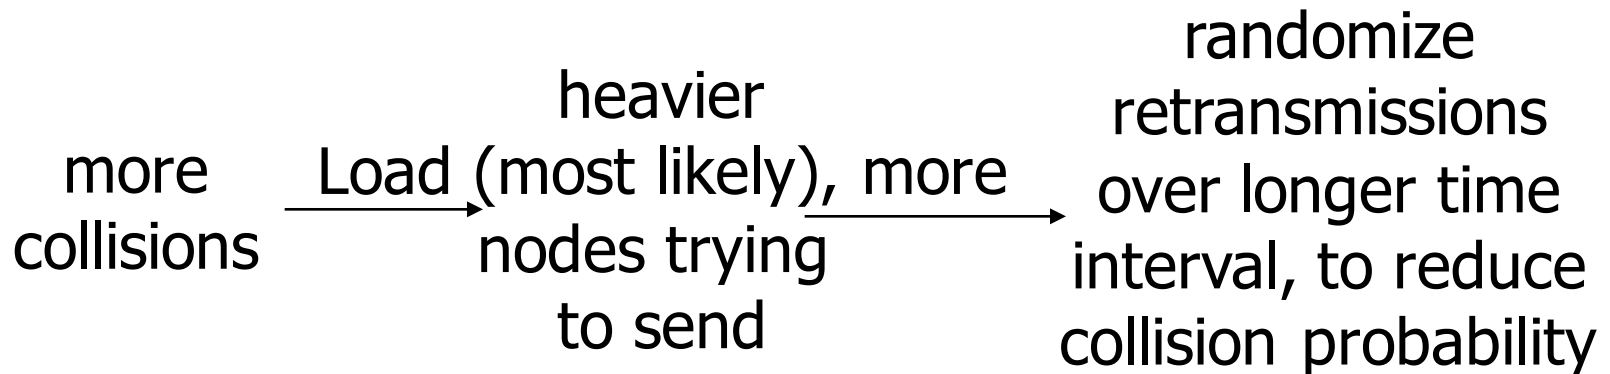 more
collisions
heavier
Load (most likely), more
nodes trying
to send
randomize
retransmissions
over longer time
interval, to reduce
collision probability